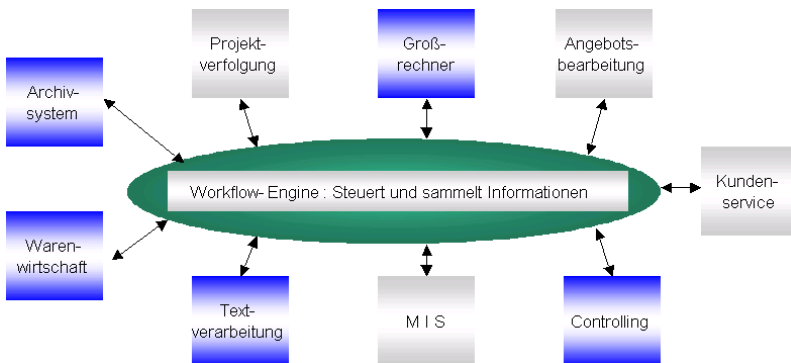 Projekt-
verfolgung
Groß-
rechner
Angebots-
bearbeitung
Archiv-
system
Workflow- Engine : Steuert und sammelt Informationen
Kunden-
service
Waren-
wirtschaft
Text-
verarbeitung
M I S
Controlling